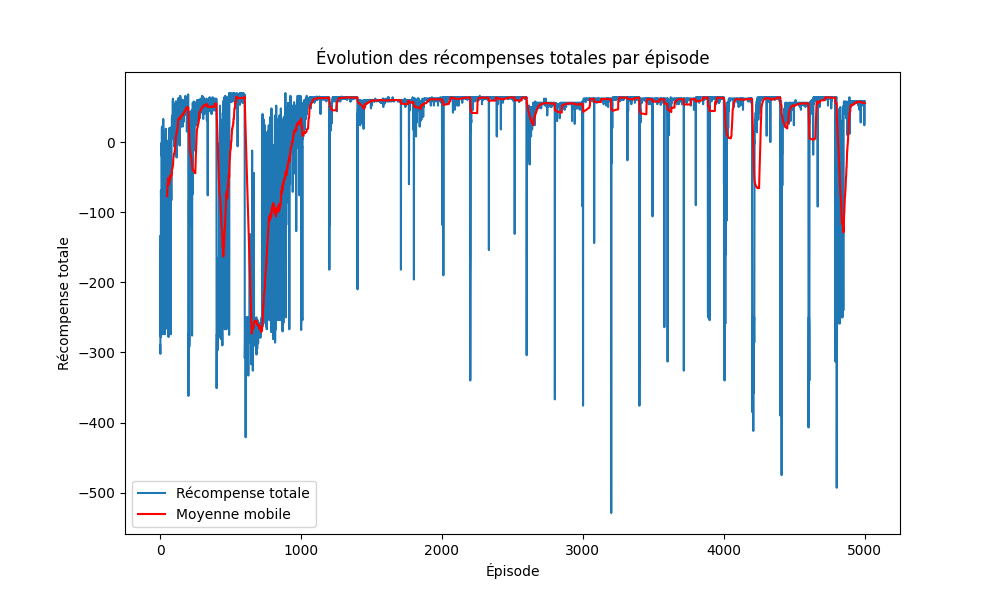 Évolution des récompenses totales par épisode
Récompense totale
0
−100
−200
−300
−400
−500
Récompense totale
Moyenne mobile
0
1000
2000
3000
4000
5000
Épisode